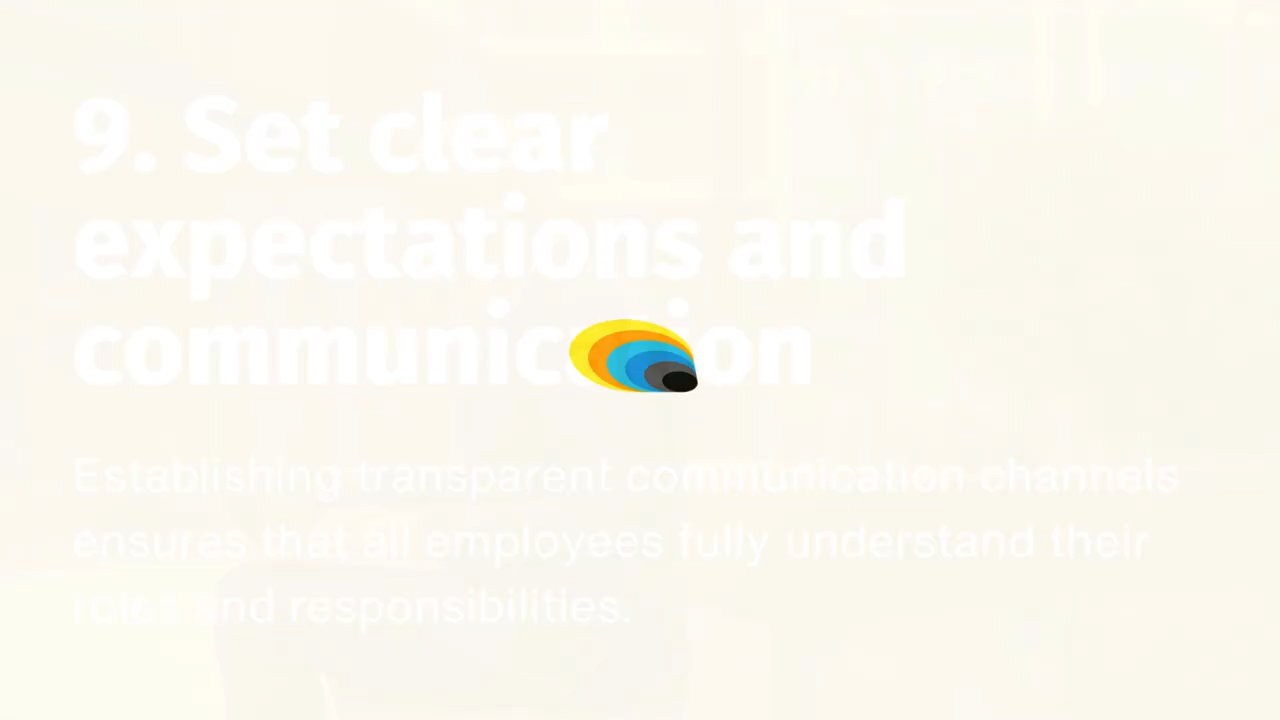 9. Set clear
expectations and
communication
Establishing transparent communication channels
ensures that all employees fully understand their
roles and responsibilities.